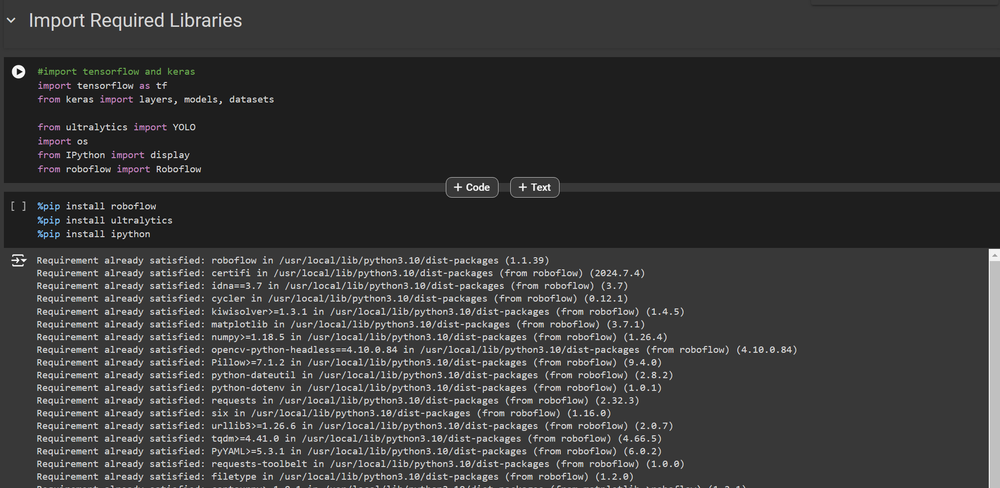 Import Required Libraries
#import tensorflow and keras
import tensorflow as tf
from keras import layers, models, datasets
from ultralytics import YOLO
import os
from IPython import display
from roboflow import Roboflow
+ Code + Text
[ ] %pip install roboflow
%pip install ultralytics
%pip install ipython
Requirement already satisfied: roboflow in /usr/local/lib/python3.10/dist-packages (1.1.39)
Requirement already satisfied: certifi in /usr/local/lib/python3.10/dist-packages (from roboflow) (2024.7.4)
Requirement already satisfied: idna==3.7 in /usr/local/lib/python3.10/dist-packages (from roboflow) (3.7)
Requirement already satisfied: cycler in /usr/local/lib/python3.10/dist-packages (from roboflow) (0.12.1)
Requirement already satisfied: kiwisolver>=1.3.1 in /usr/local/lib/python3.10/dist-packages (from roboflow) (1.4.5)
Requirement already satisfied: matplotlib in /usr/local/lib/python3.10/dist-packages (from roboflow) (3.7.1)
Requirement already satisfied: numpy>=1.18.5 in /usr/local/lib/python3.10/dist-packages (from roboflow) (1.26.4)
Requirement already satisfied: opencv-python-headless==4.10.0.84 in /usr/local/lib/python3.10/dist-packages (from roboflow) (4.10.0.84)
Requirement already satisfied: Pillow>=7.1.2 in /usr/local/lib/python3.10/dist-packages (from roboflow) (9.4.0)
Requirement already satisfied: python-dateutil in /usr/local/lib/python3.10/dist-packages (from roboflow) (2.8.2)
Requirement already satisfied: python-dotenv in /usr/local/lib/python3.10/dist-packages (from roboflow) (1.0.1)
Requirement already satisfied: requests in /usr/local/lib/python3.10/dist-packages (from roboflow) (2.32.3)
Requirement already satisfied: six in /usr/local/lib/python3.10/dist-packages (from roboflow) (1.16.0)
Requirement already satisfied: urllib3>=1.26.6 in /usr/local/lib/python3.10/dist-packages (from roboflow) (2.0.7)
Requirement already satisfied: tqdm>=4.41.0 in /usr/local/lib/python3.10/dist-packages (from roboflow) (4.66.5)
Requirement already satisfied: PyYAML>=5.3.1 in /usr/local/lib/python3.10/dist-packages (from roboflow) (6.0.2)
Requirement already satisfied: requests-toolbelt in /usr/local/lib/python3.10/dist-packages (from roboflow) (1.0.0)
Requirement already satisfied: filetype in /usr/local/lib/python3.10/dist-packages (from roboflow) (1.2.0)